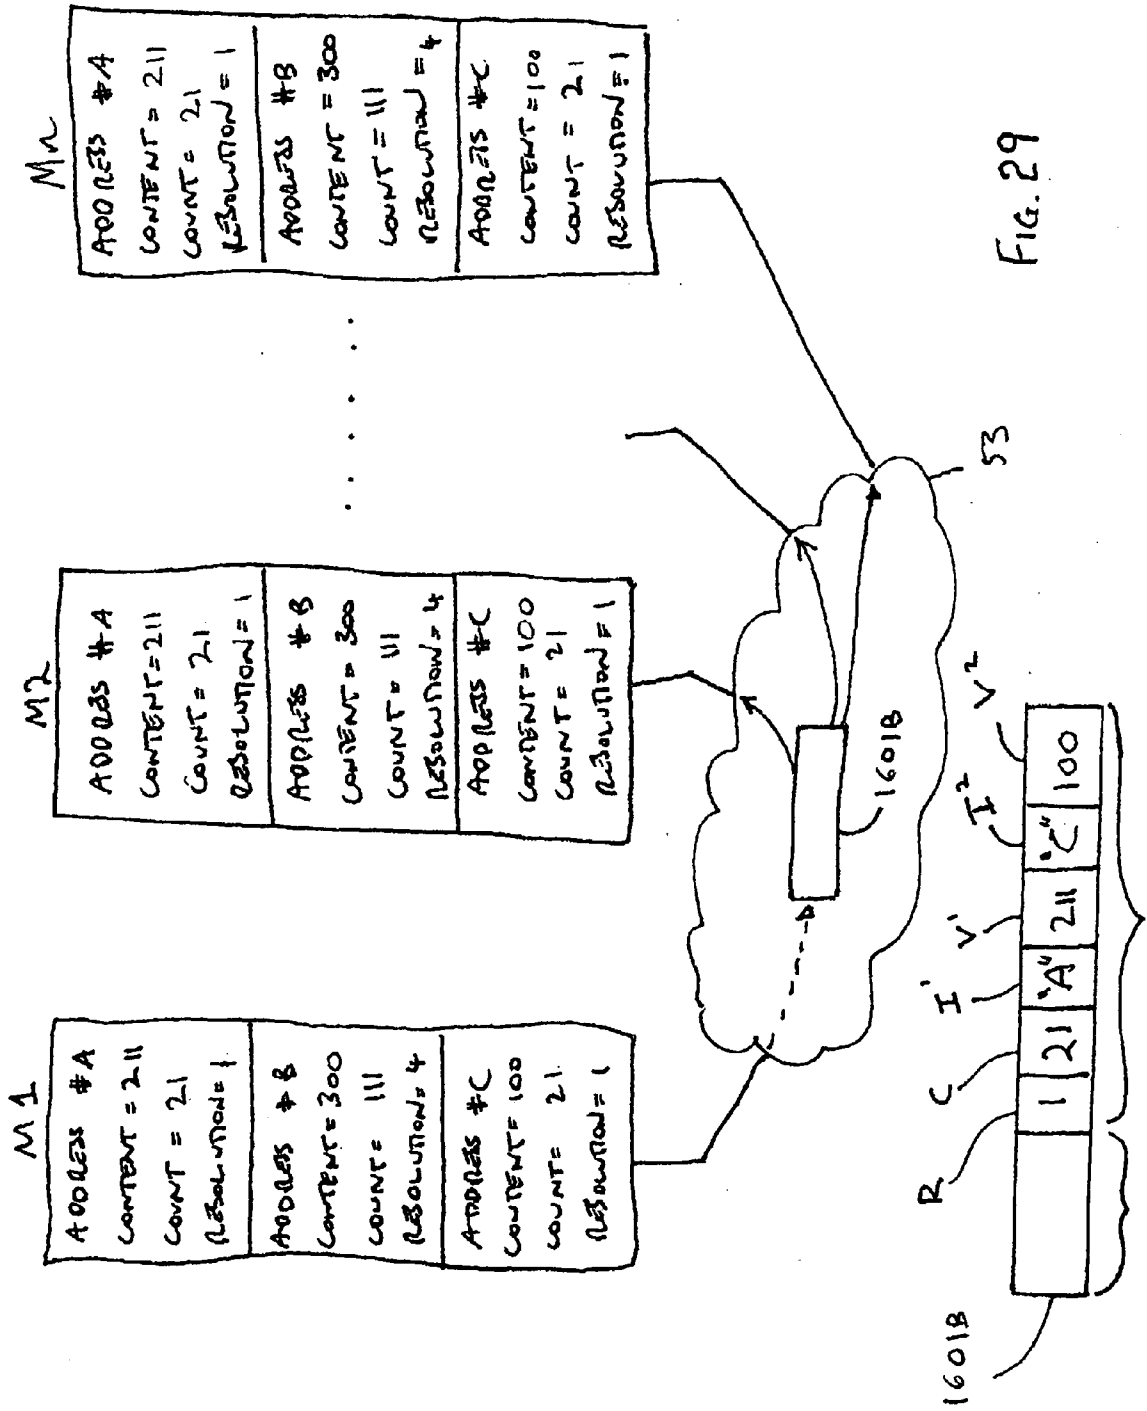 M1
ADDRESS #A
CONTENT = 211
COUNT = 21
RESOLUTION = 1
ADDRESS #B
CONTENT = 300
COUNT = 111
RESOLUTION = 4
ADDRESS #C
CONTENT = 100
COUNT = 21
RESOLUTION = 1
M2
ADDRESS #A
CONTENT = 211
COUNT = 21
RESOLUTION = 1
ADDRESS #B
CONTENT = 300
COUNT = 111
RESOLUTION = 4
ADDRESS #C
CONTENT = 100
COUNT = 21
RESOLUTION = 1
. . . . .
Mn
ADDRESS #A
CONTENT = 211
COUNT = 21
RESOLUTION = 1
ADDRESS #B
CONTENT = 300
COUNT = 111
RESOLUTION = 4
ADDRESS #C
CONTENT = 100
COUNT = 21
RESOLUTION = 1
1601B
53
R C I¹ V¹ I² V²
1 21 "A" 211 "C" 100
1601B
FIG. 29